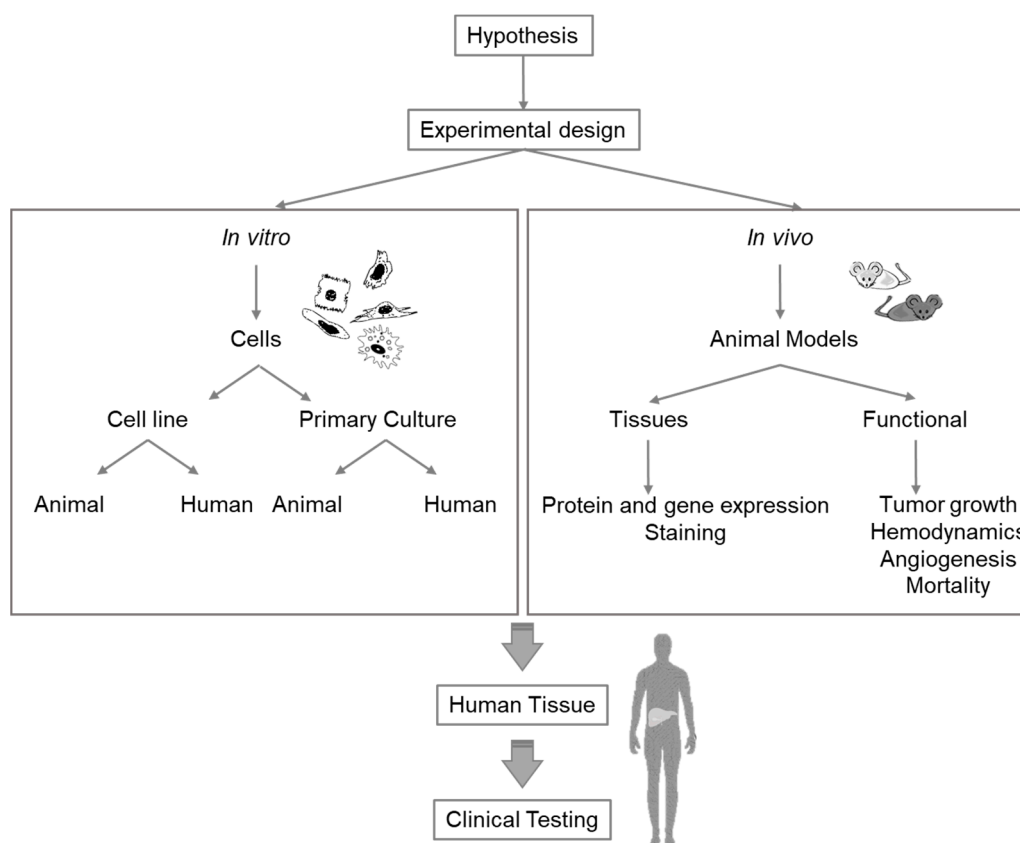 Hypothesis
Experimental design
In vitro
Cells
Cell line
Primary Culture
Animal
Human
Animal
Human
In vivo
Animal Models
Tissues
Functional
Protein and gene expression
Staining
Tumor growth
Hemodynamics
Angiogenesis
Mortality
Human Tissue
Clinical Testing